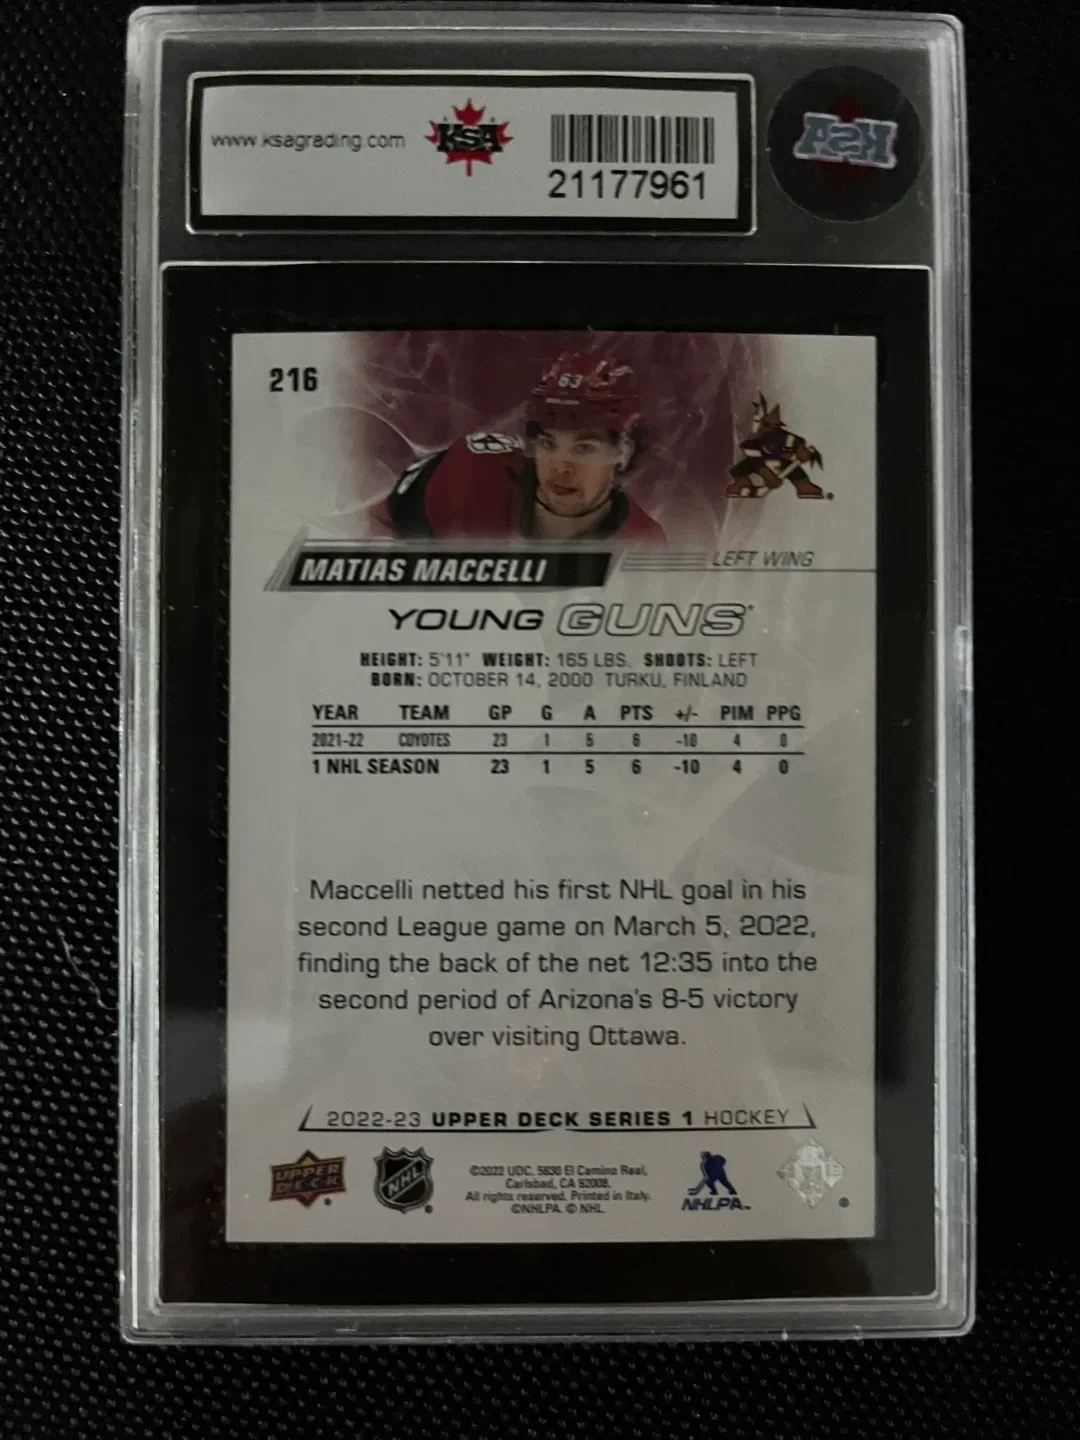 www.ksagrading.com
KSA
21177961
KSA
216
63
MATIAS MACCELLI
LEFT WING
YOUNG GUNS
HEIGHT: 5'11" WEIGHT: 165 LBS. SHOOTS: LEFT
BORN: OCTOBER 14, 2000 TURKU, FINLAND
YEAR TEAM GP G A PTS +/- PIM PPG
2021-22 COYOTES 23 1 5 6 -10 4 0
1 NHL SEASON 23 1 5 6 -10 4 0
Maccelli netted his first NHL goal in his
second League game on March 5, 2022,
finding the back of the net 12:35 into the
second period of Arizona's 8-5 victory
over visiting Ottawa.
2022-23 UPPER DECK SERIES 1 HOCKEY
UPPER DECK
NHL
©2022 UDC. 5830 El Camino Real,
Carlsbad, CA 92008.
All rights reserved. Printed in Italy.
©NHLPA. © NHL.
NHLPA